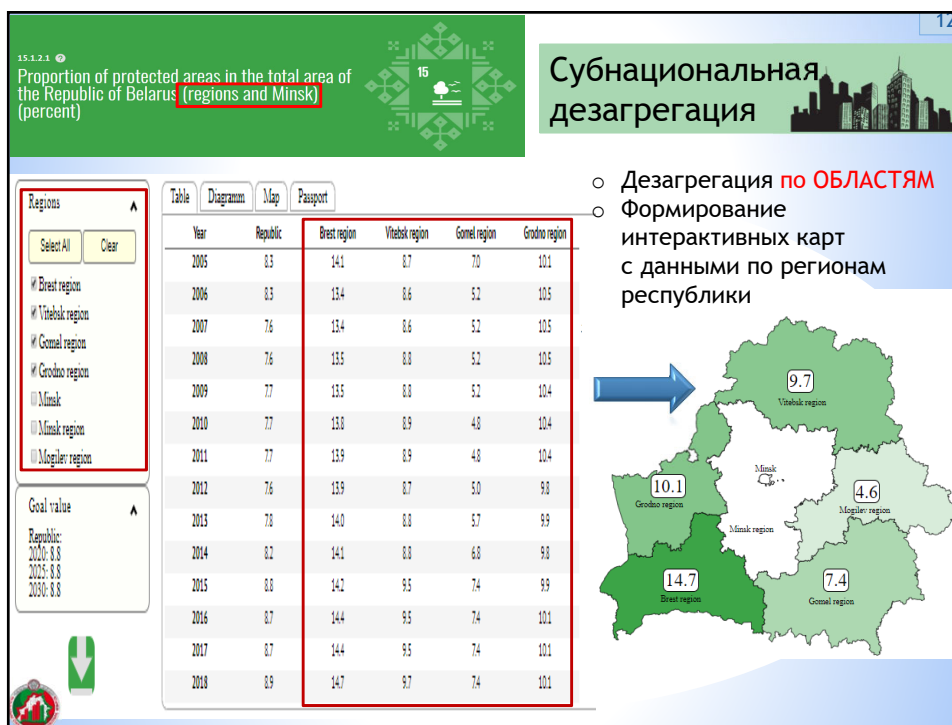 12
15.1.2.1 ?
Proportion of protected areas in the total area of
the Republic of Belarus (regions and Minsk)
(percent)
15
Субнациональная
дезагрегация
Regions
Select All Clear
Brest region
Vitebsk region
Gomel region
Grodno region
Minsk
Minsk region
Mogilev region
Goal value
Republic:
2020: 8.8
2025: 8.8
2030: 8.8
Table Diagramm Map Passport
Year Republic Brest region Vitebsk region Gomel region Grodno region
2005 8.3 14.1 8.7 7.0 10.1
2006 8.3 13.4 8.6 5.2 10.5
2007 7.6 13.4 8.6 5.2 10.5
2008 7.6 13.5 8.8 5.2 10.5
2009 7.7 13.5 8.8 5.2 10.4
2010 7.7 13.8 8.9 4.8 10.4
2011 7.7 13.9 8.9 4.8 10.4
2012 7.6 13.9 8.7 5.0 9.8
2013 7.8 14.0 8.8 5.7 9.9
2014 8.2 14.1 8.8 6.8 9.8
2015 8.8 14.2 9.5 7.4 9.9
2016 8.7 14.4 9.5 7.4 10.1
2017 8.7 14.4 9.5 7.4 10.1
2018 8.9 14.7 9.7 7.4 10.1
○ Дезагрегация по ОБЛАСТЯМ
○ Формирование
интерактивных карт
с данными по регионам
республики
9.7
Vitebsk region
Minsk
10.1
Grodno region
4.6
Mogilev region
Minsk region
14.7
Brest region
7.4
Gomel region